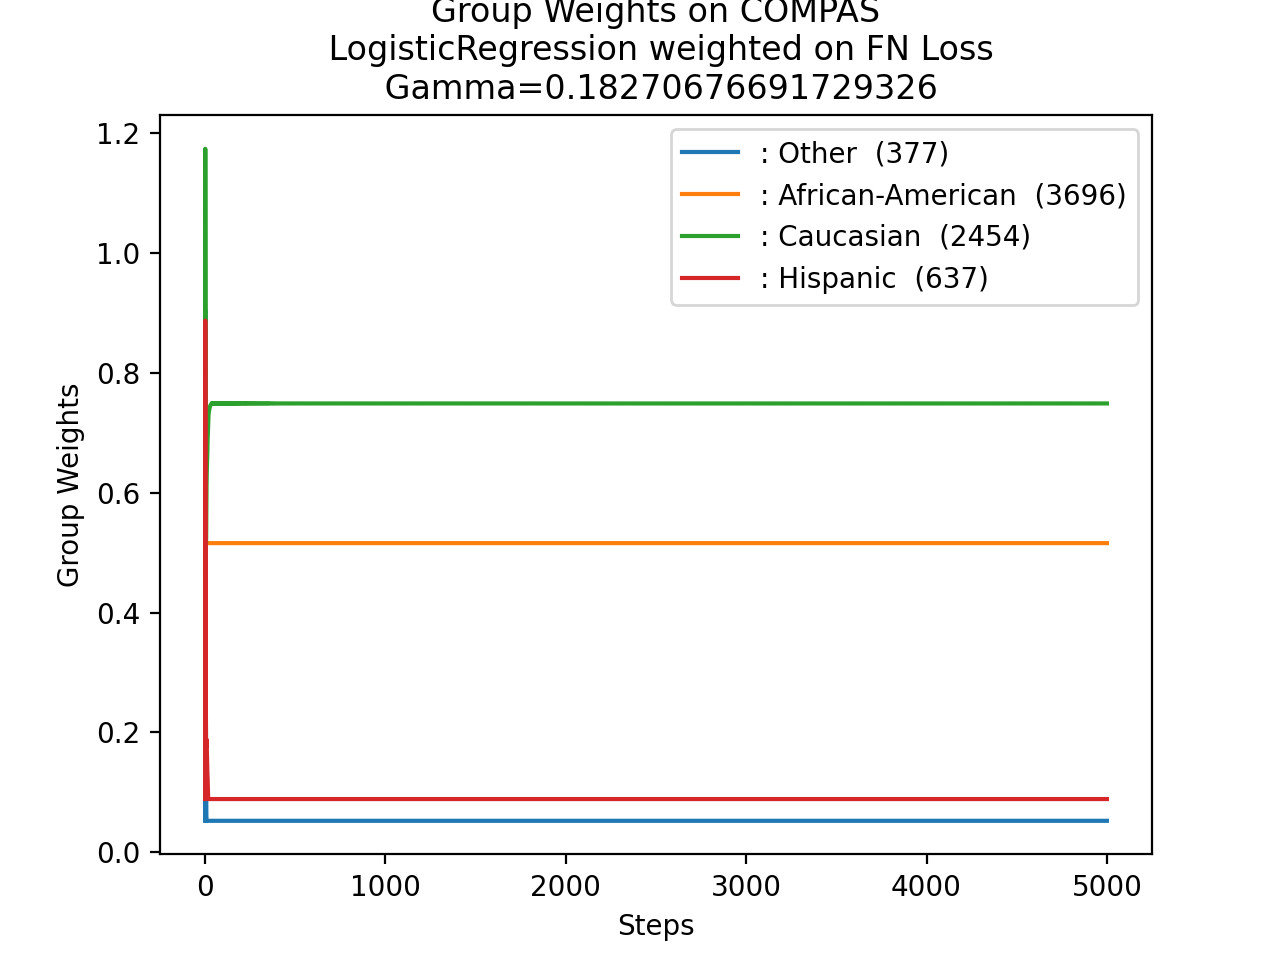 Group Weights on COMPAS
LogisticRegression weighted on FN Loss
Gamma=0.18270676691729326
1.2
1.0
0.8
0.6
0.4
0.2
0.0
Group Weights
: Other (377)
: African-American (3696)
: Caucasian (2454)
: Hispanic (637)
0 1000 2000 3000 4000 5000
Steps